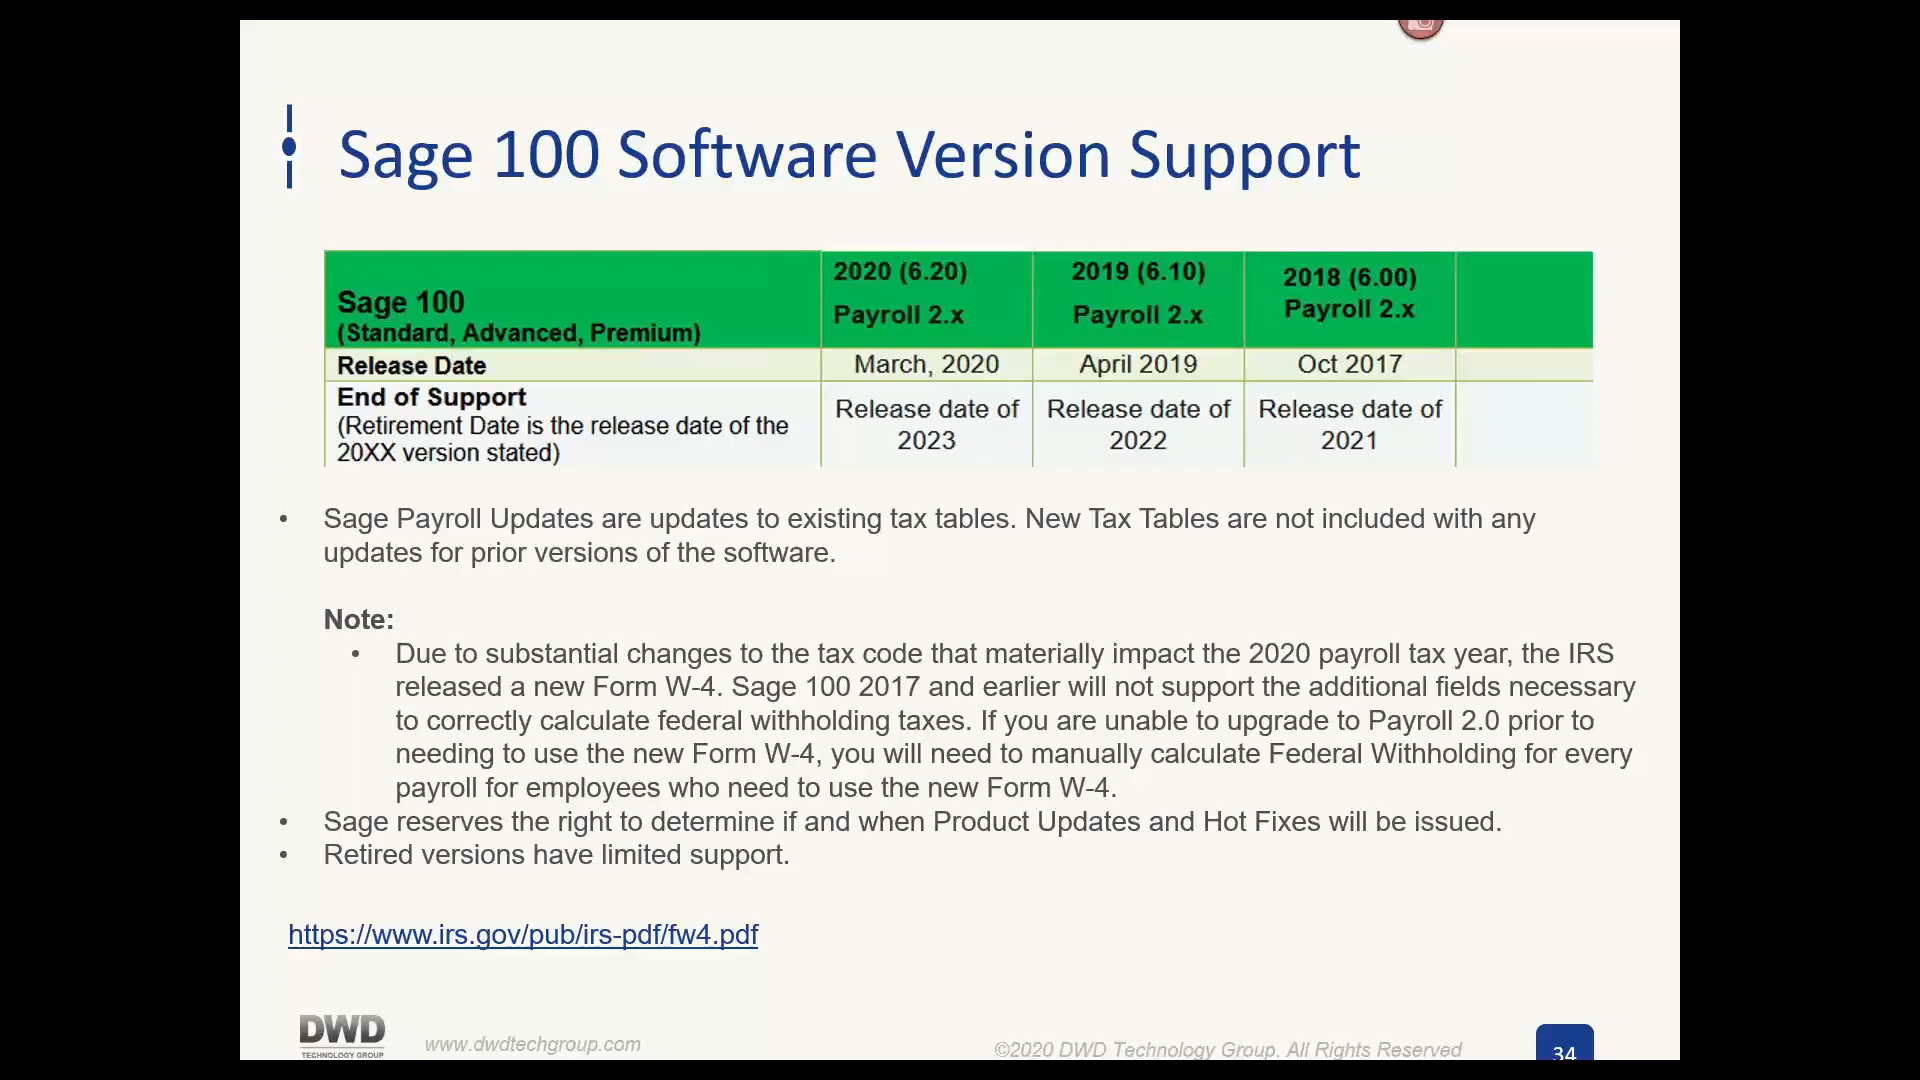 Sage 100 Software Version Support
Sage 100
(Standard, Advanced, Premium)
2020 (6.20)
Payroll 2.x
2019 (6.10)
Payroll 2.x
2018 (6.00)
Payroll 2.x
Release Date
March, 2020
April 2019
Oct 2017
End of Support
(Retirement Date is the release date of the
20XX version stated)
Release date of
2023
Release date of
2022
Release date of
2021
• Sage Payroll Updates are updates to existing tax tables. New Tax Tables are not included with any
updates for prior versions of the software.
Note:
• Due to substantial changes to the tax code that materially impact the 2020 payroll tax year, the IRS
released a new Form W-4. Sage 100 2017 and earlier will not support the additional fields necessary
to correctly calculate federal withholding taxes. If you are unable to upgrade to Payroll 2.0 prior to
needing to use the new Form W-4, you will need to manually calculate Federal Withholding for every
payroll for employees who need to use the new Form W-4.
• Sage reserves the right to determine if and when Product Updates and Hot Fixes will be issued.
• Retired versions have limited support.
https://www.irs.gov/pub/irs-pdf/fw4.pdf
DWD
TECHNOLOGY GROUP
www.dwdtechgroup.com
©2020 DWD Technology Group. All Rights Reserved
34